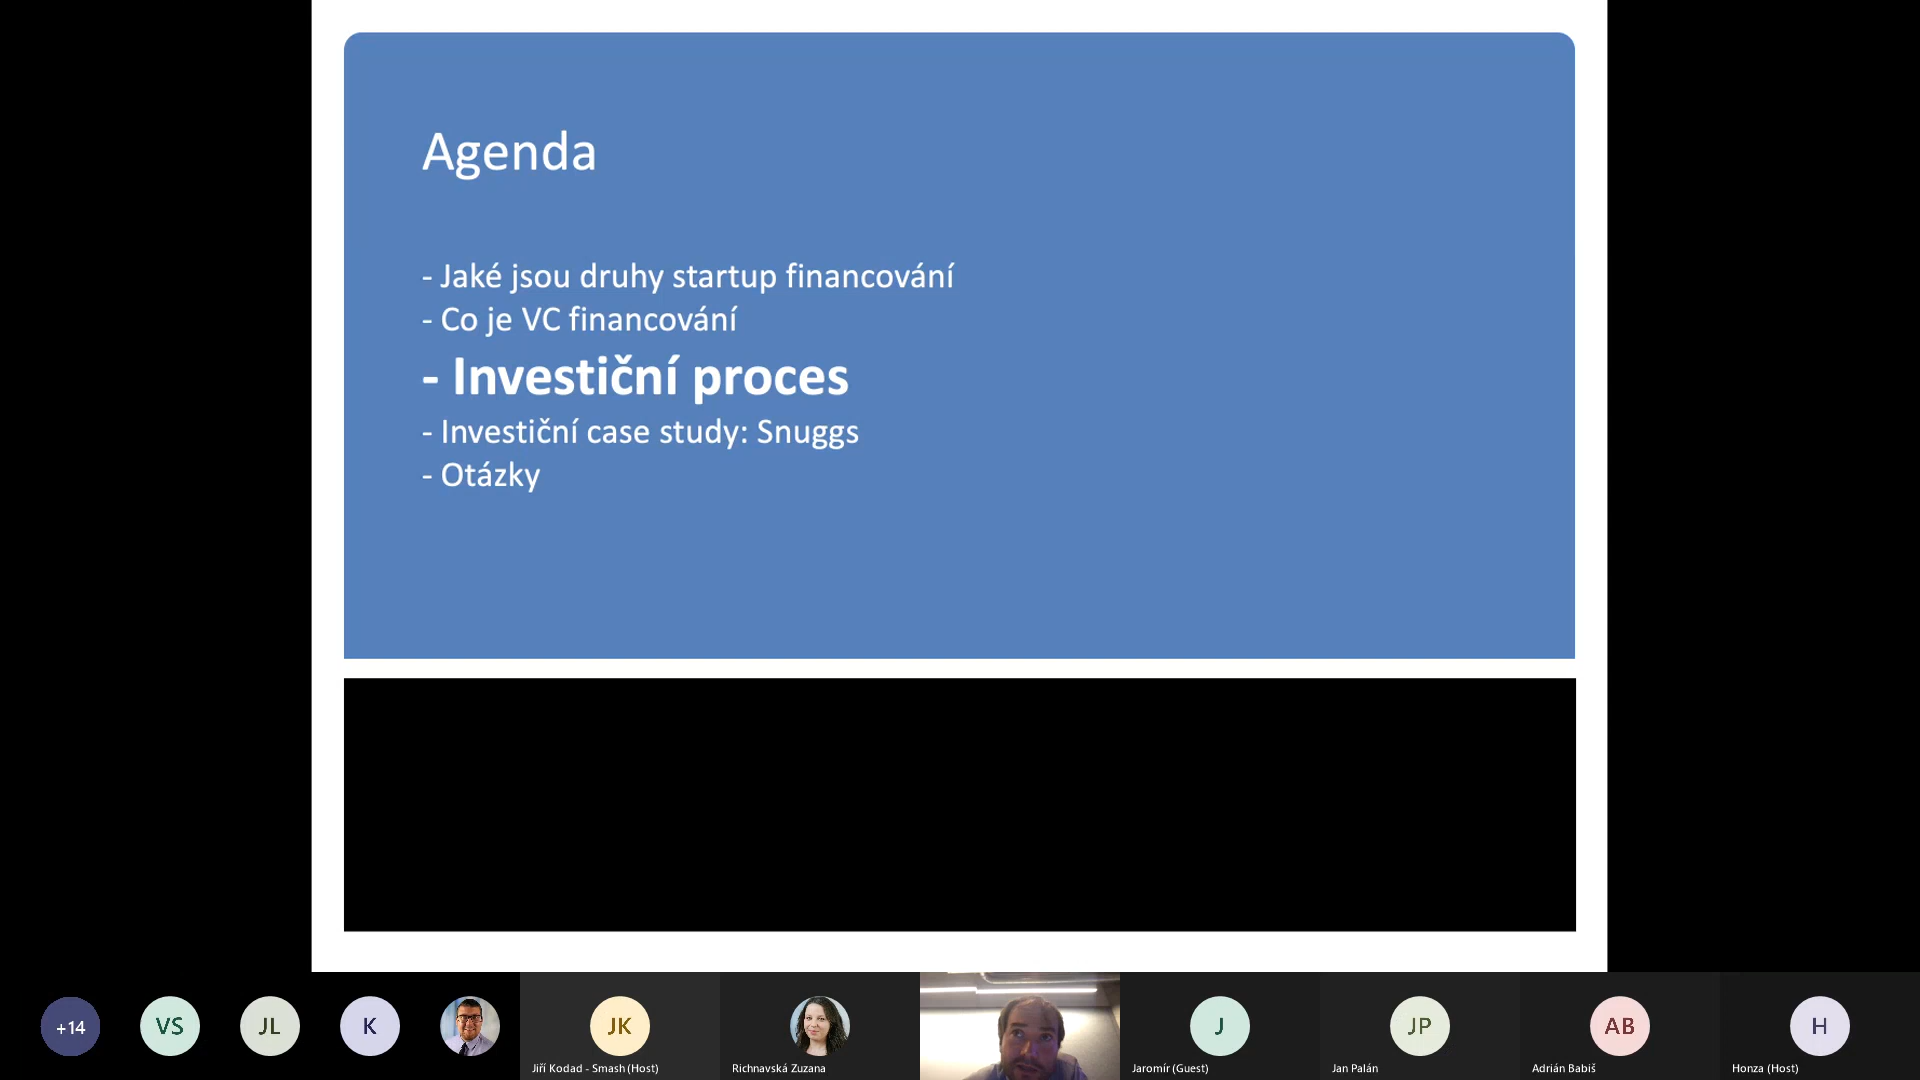 Agenda
- Jaké jsou druhy startup financování
- Co je VC financování
- Investiční proces
- Investiční case study: Snuggs
- Otázky
+14
VS
JL
K
JK
Jiří Kodad - Smash (Host)
Richnavská Zuzana
J
Jaromír (Guest)
JP
Jan Palán
AB
Adrián Babiš
H
Honza (Host)